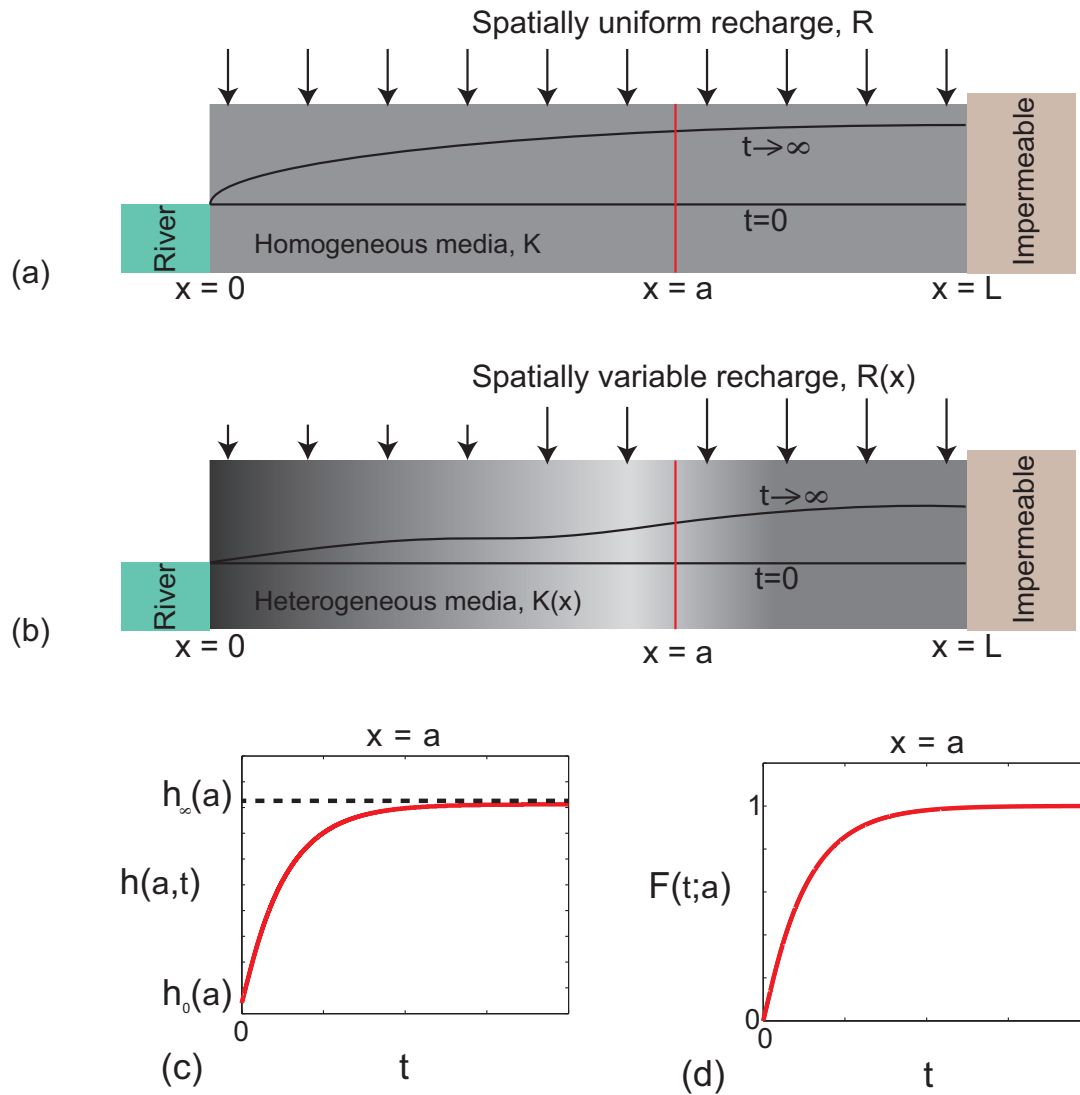 Spatially uniform recharge, R
t→∞
t=0
Homogeneous media, K
River
Impermeable
(a)
x = 0
x = a
x = L
Spatially variable recharge, R(x)
t→∞
t=0
Heterogeneous media, K(x)
River
Impermeable
(b)
x = 0
x = a
x = L
x = a
h∞(a)
h(a,t)
h₀(a)
0
(c)
t
x = a
1
F(t;a)
0
0
(d)
t